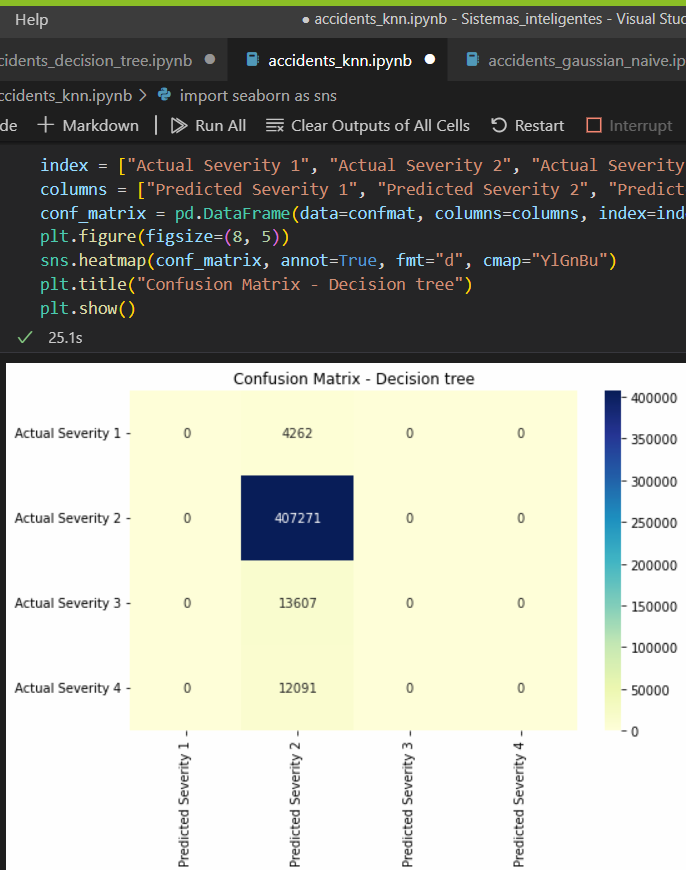 Help
● accidents_knn.ipynb - Sistemas_inteligentes - Visual Stud
cidents_decision_tree.ipynb ● accidents_knn.ipynb ● accidents_gaussian_naive.ip
ccidents_knn.ipynb > import seaborn as sns
de + Markdown | Run All Clear Outputs of All Cells Restart Interrupt
index = ["Actual Severity 1", "Actual Severity 2", "Actual Severity
columns = ["Predicted Severity 1", "Predicted Severity 2", "Predict
conf_matrix = pd.DataFrame(data=confmat, columns=columns, index=ind
plt.figure(figsize=(8, 5))
sns.heatmap(conf_matrix, annot=True, fmt="d", cmap="YlGnBu")
plt.title("Confusion Matrix - Decision tree")
plt.show()
25.1s
Confusion Matrix - Decision tree
Actual Severity 1 0 4262 0 0
Actual Severity 2 0 407271 0 0
Actual Severity 3 0 13607 0 0
Actual Severity 4 0 12091 0 0
Predicted Severity 1
Predicted Severity 2
Predicted Severity 3
Predicted Severity 4
400000
350000
300000
250000
200000
150000
100000
50000
0